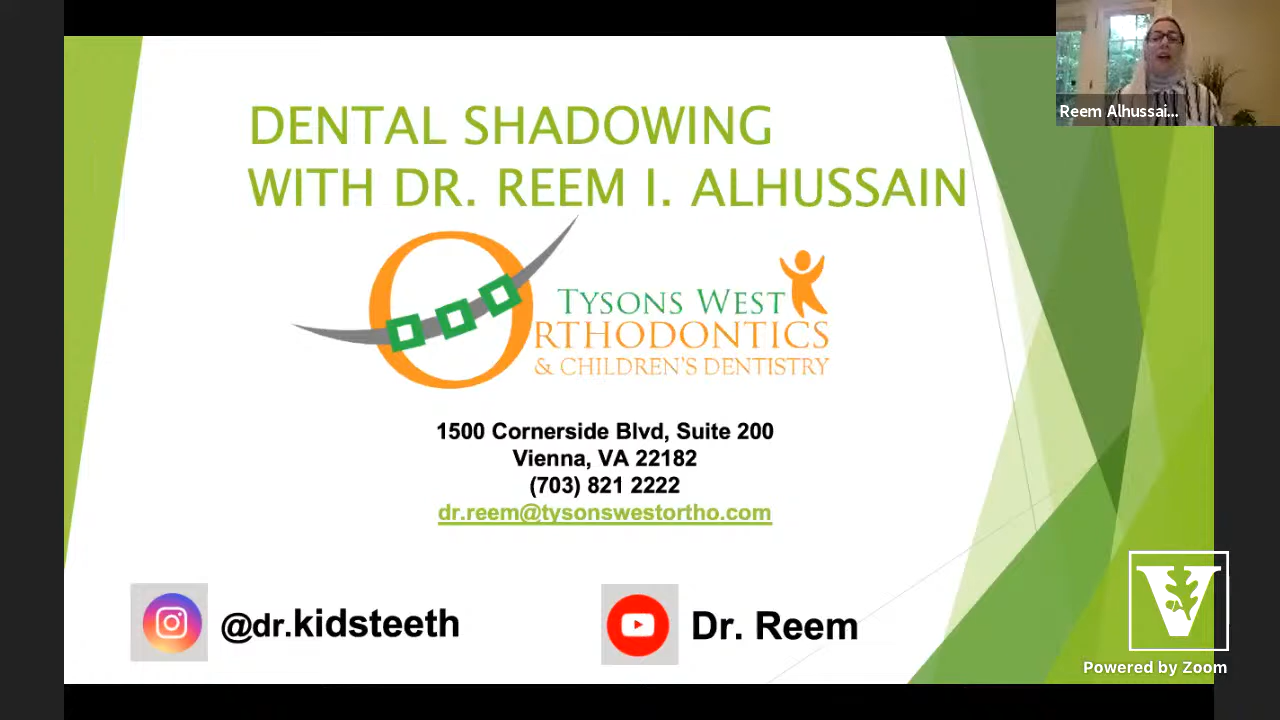 Reem Alhussai...
DENTAL SHADOWING
WITH DR. REEM I. ALHUSSAIN
TYSONS WEST
ORTHODONTICS
& CHILDREN'S DENTISTRY
1500 Cornerside Blvd, Suite 200
Vienna, VA 22182
(703) 821 2222
dr.reem@tysonswestortho.com
@dr.kidsteeth
Dr. Reem
V
Powered by Zoom